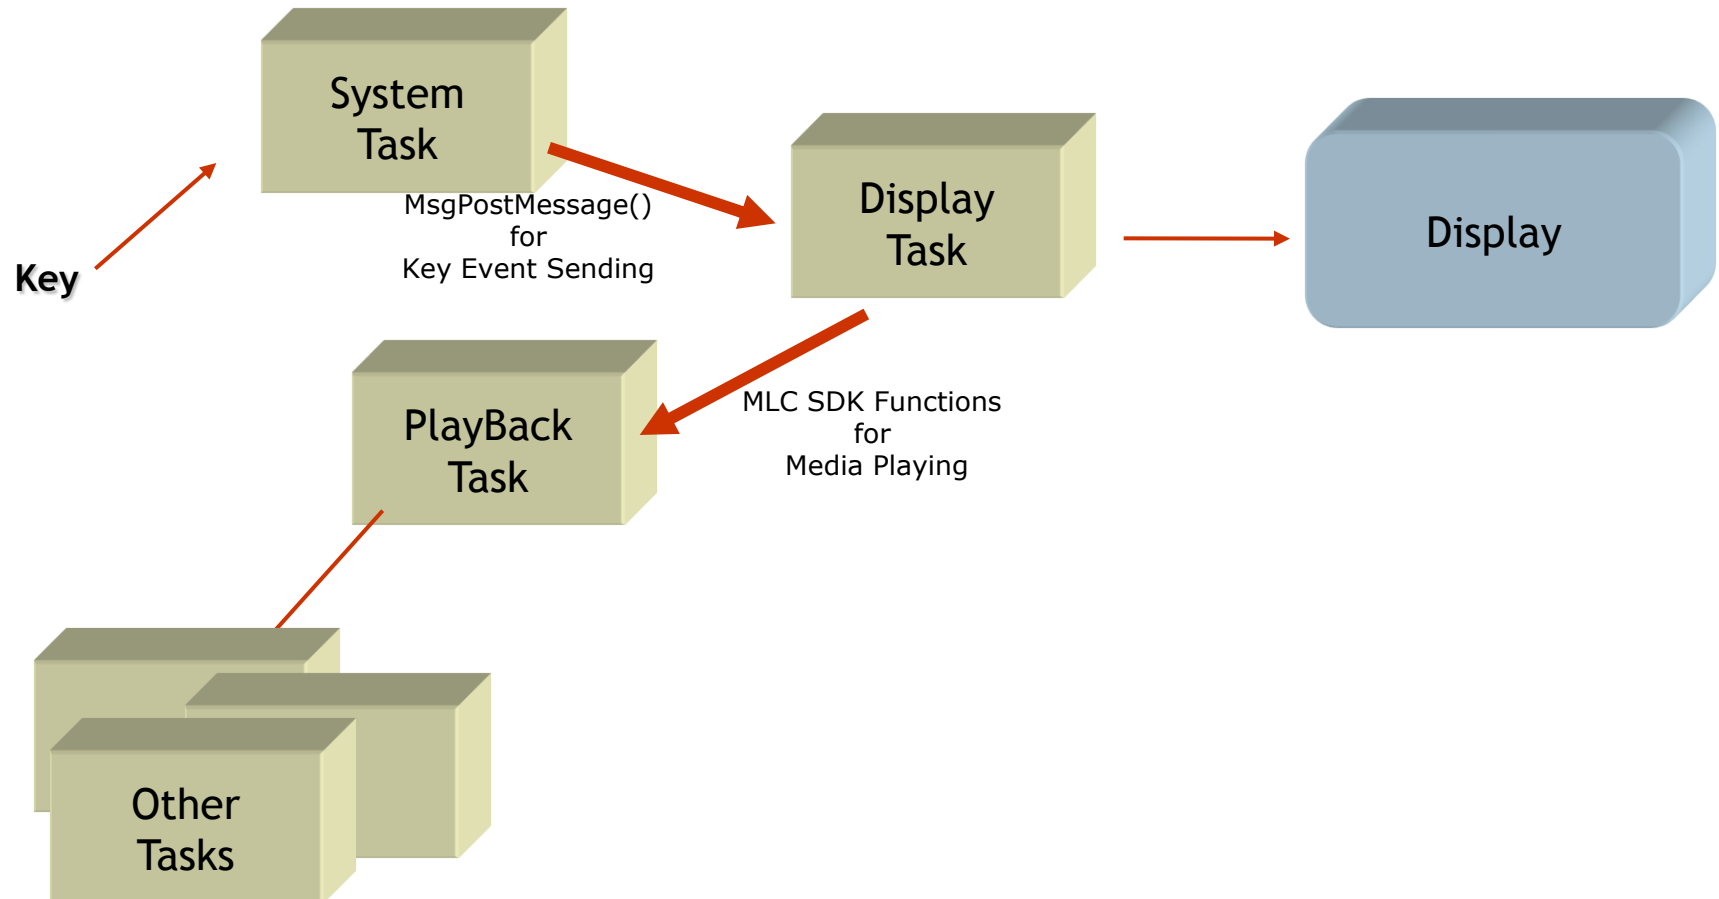 System
Task
MsgPostMessage()
for
Key Event Sending
Key
Display
Task
Display
PlayBack
Task
MLC SDK Functions
for
Media Playing
Other
Tasks